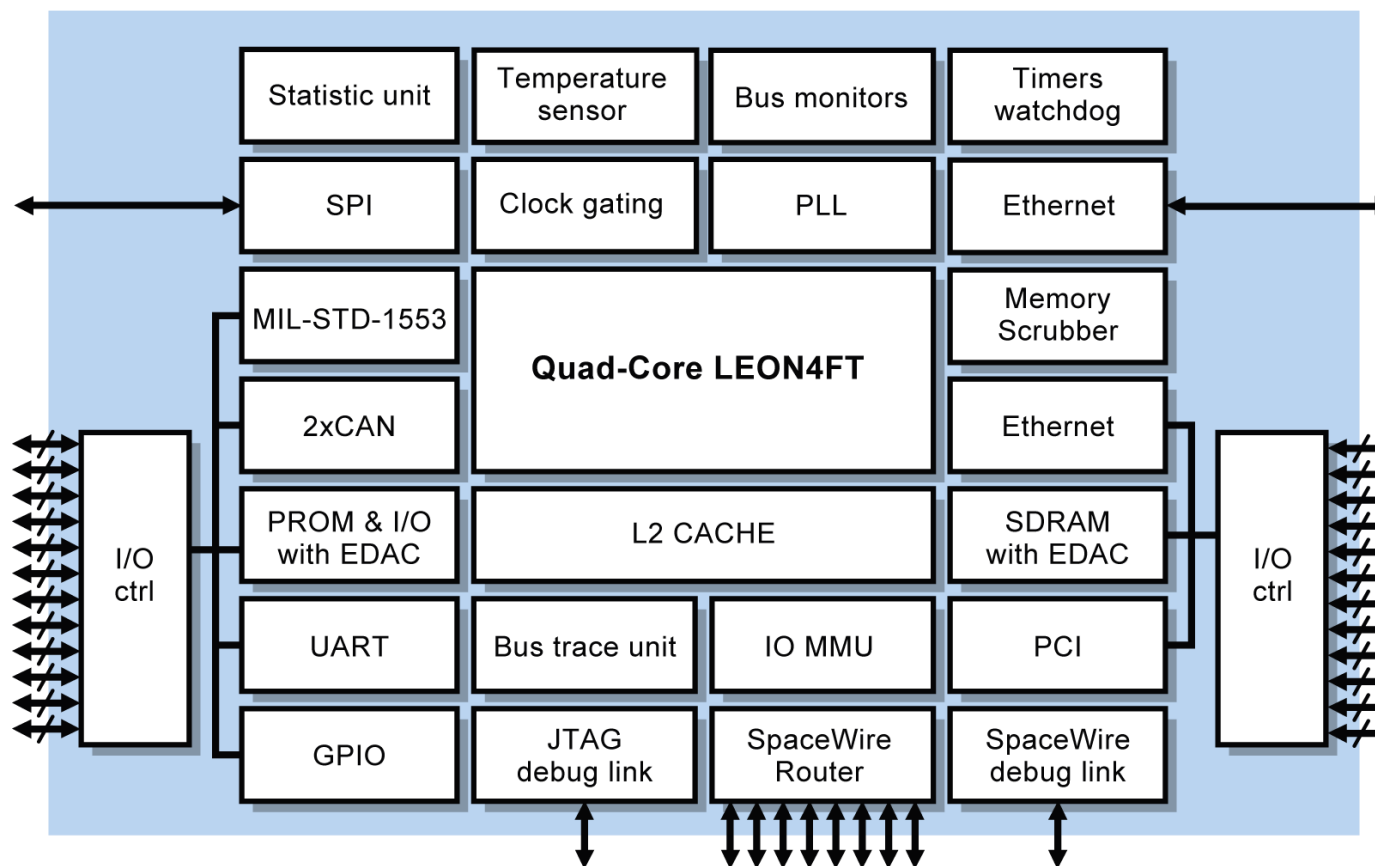 Statistic unit
Temperature
sensor
Bus monitors
Timers
watchdog
SPI
Clock gating
PLL
Ethernet
MIL-STD-1553
Quad-Core LEON4FT
Memory
Scrubber
2xCAN
Ethernet
I/O
ctrl
PROM & I/O
with EDAC
L2 CACHE
SDRAM
with EDAC
I/O
ctrl
UART
Bus trace unit
IO MMU
PCI
GPIO
JTAG
debug link
SpaceWire
Router
SpaceWire
debug link